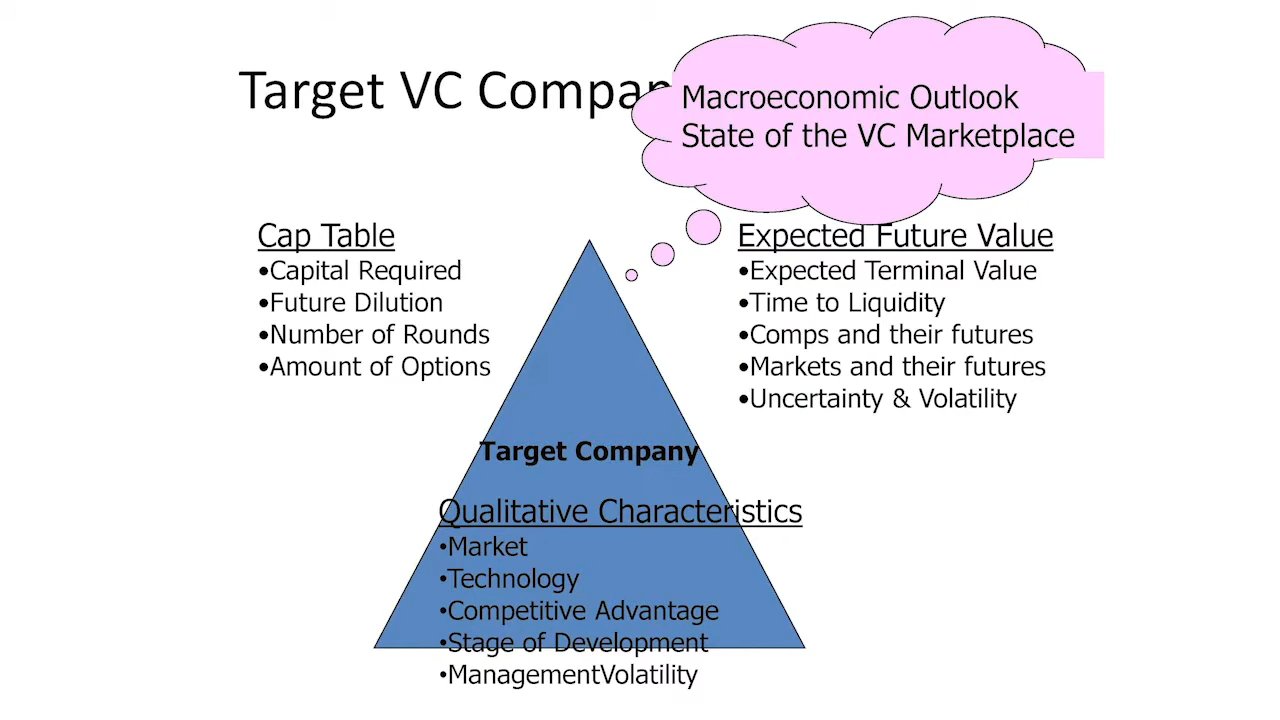 Target VC Compan
Macroeconomic Outlook
State of the VC Marketplace
Cap Table
•Capital Required
•Future Dilution
•Number of Rounds
•Amount of Options
Expected Future Value
•Expected Terminal Value
•Time to Liquidity
•Comps and their futures
•Markets and their futures
•Uncertainty & Volatility
Target Company
Qualitative Characteristics
•Market
•Technology
•Competitive Advantage
•Stage of Development
•ManagementVolatility